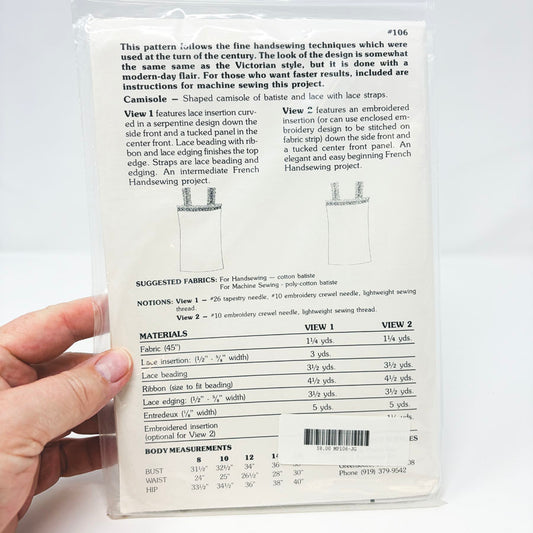 #106
This pattern follows the fine handsewing techniques which were
used at the turn of the century. The look of the design is somewhat
the same same as the Victorian style, but it is done with a
modern-day flair. For those who want faster results, included are
instructions for machine sewing this project.
Camisole — Shaped camisole of batiste and lace with lace straps.
View 1 features lace insertion curv-
ed in a serpentine design down the
side front and a tucked panel in the
center front. Lace beading with rib-
bon and lace edging finishes the top
edge. Straps are lace beading and
edging. An intermediate French
Handsewing project.
View 2 features an embroidered
insertion (or can use enclosed em-
broidery design to be stitched on
fabric strip) down the side front and
a tucked center front panel. An
elegant and easy beginning French
Handsewing project.
SUGGESTED FABRICS: For Handsewing — cotton batiste
For Machine Sewing - poly-cotton batiste
NOTIONS: View 1 — #26 tapestry needle, #10 embroidery crewel needle, lightweight sewing
thread.
View 2 — #10 embroidery crewel needle, lightweight sewing thread.
MATERIALS VIEW 1 VIEW 2
Fabric (45") 1¼ yds. 1¼ yds.
Lace insertion: (½" - ⅝" width) 3 yds.
Lace beading 3½ yds. 3½ yds.
Ribbon (size to fit beading) 4½ yds. 4½ yds.
Lace edging: (½" - ⅝" width) 3½ yds. 3½ yds.
Entredeux (⅛" width) 5 yds. 5 yds.
Embroidered insertion yds.
(optional for View 2)
BODY MEASUREMENTS
8 10 12 14
BUST 31½" 32½" 34" 36"
WAIST 24" 25" 26½" 28" 30"
HIP 33½" 34½" 36" 38" 40"
$8.00 MP106-JG
Phone (919) 379-9542